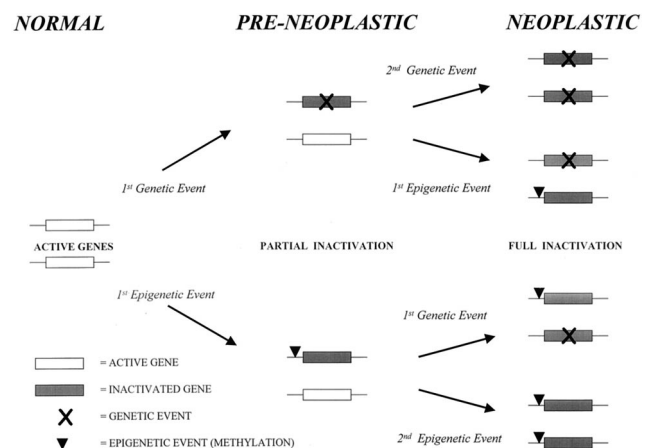 NORMAL PRE-NEOPLASTIC NEOPLASTIC
2nd Genetic Event
1st Genetic Event
1st Epigenetic Event
ACTIVE GENES PARTIAL INACTIVATION FULL INACTIVATION
1st Epigenetic Event
1st Genetic Event
= ACTIVE GENE
= INACTIVATED GENE
= GENETIC EVENT
= EPIGENETIC EVENT (METHYLATION)
2nd Epigenetic Event